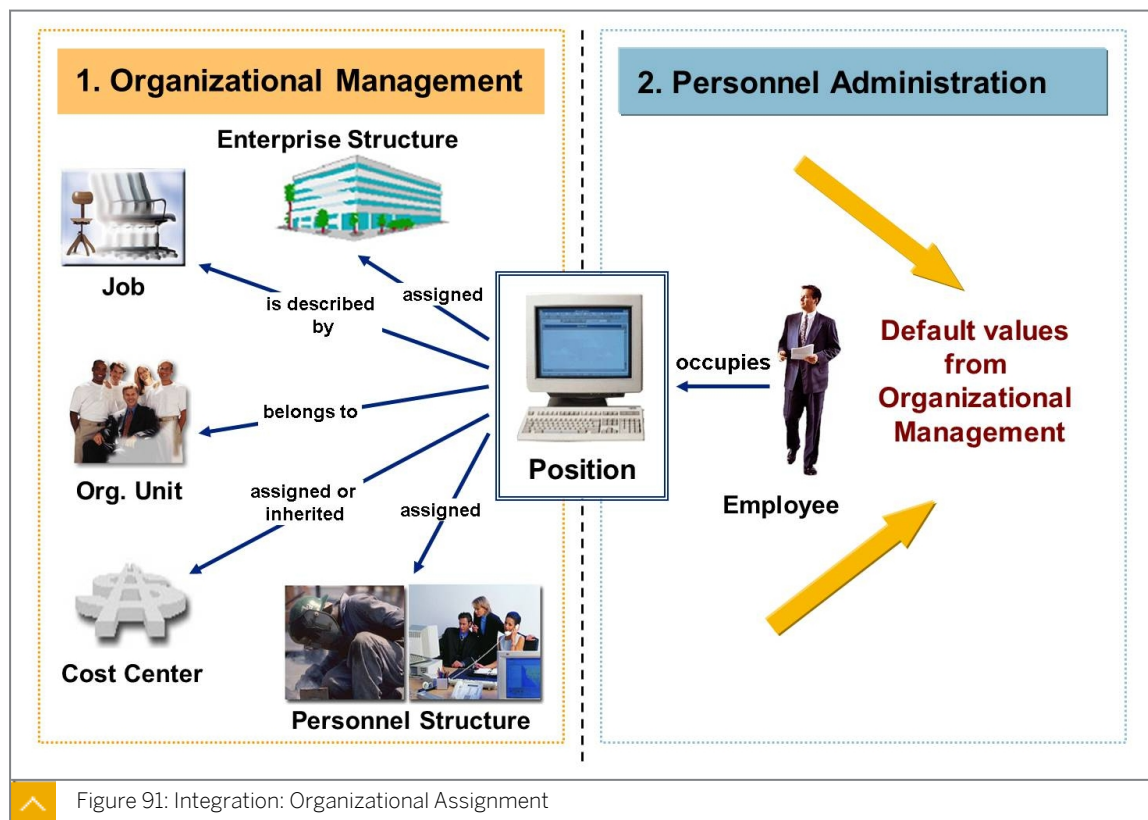 1. Organizational Management
2. Personnel Administration
Enterprise Structure
Job
is described
by
assigned
Org. Unit
belongs to
Position
occupies
Employee
Default values
from
Organizational
Management
assigned or
inherited
assigned
Cost Center
Personnel Structure
Figure 91: Integration: Organizational Assignment